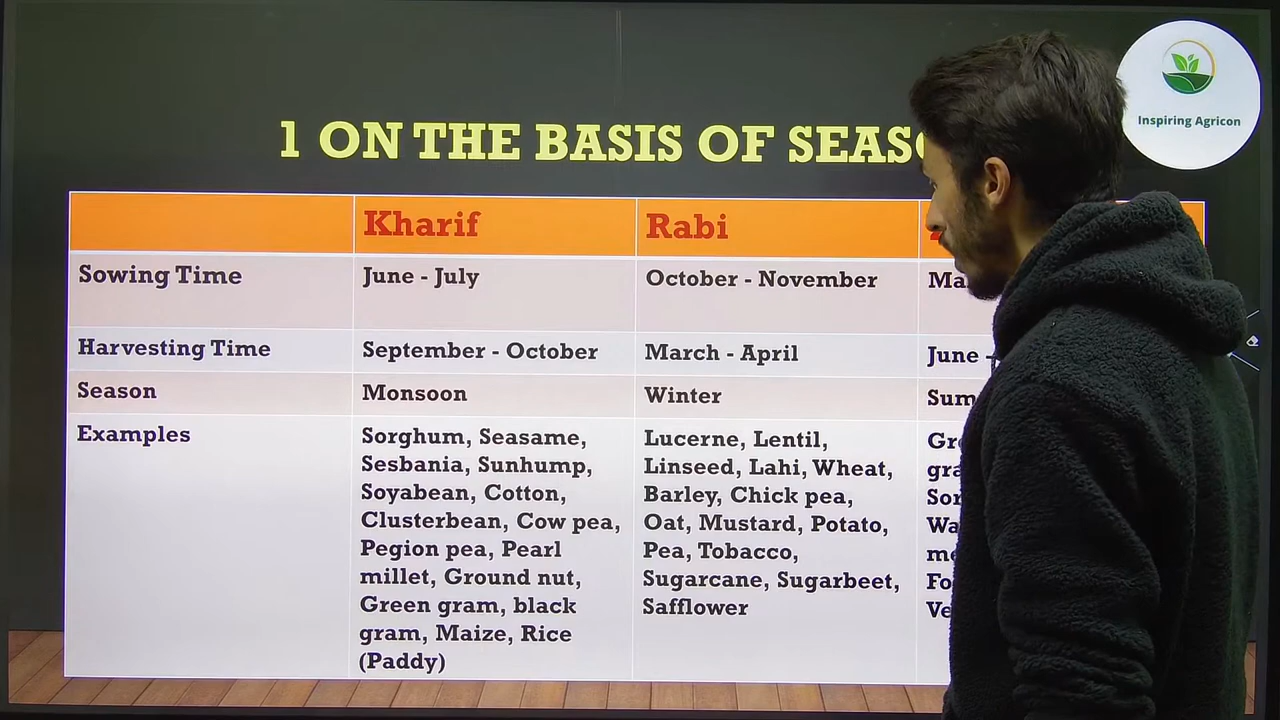 Inspiring Agricon
1 ON THE BASIS OF
Kharif
Rabi
Sowing Time
June - July
October - November
Harvesting Time
September - October
March - April
June -
Season
Monsoon
Winter
Examples
Sorghum, Seasame,
Sesbania, Sunhump,
Soyabean, Cotton,
Clusterbean, Cow pea,
Pegion pea, Pearl
millet, Ground nut,
Green gram, black
gram, Maize, Rice
(Paddy)
Lucerne, Lentil,
Linseed, Lahi, Wheat,
Barley, Chick pea,
Oat, Mustard, Potato,
Pea, Tobacco,
Sugarcane, Sugarbeet,
Safflower